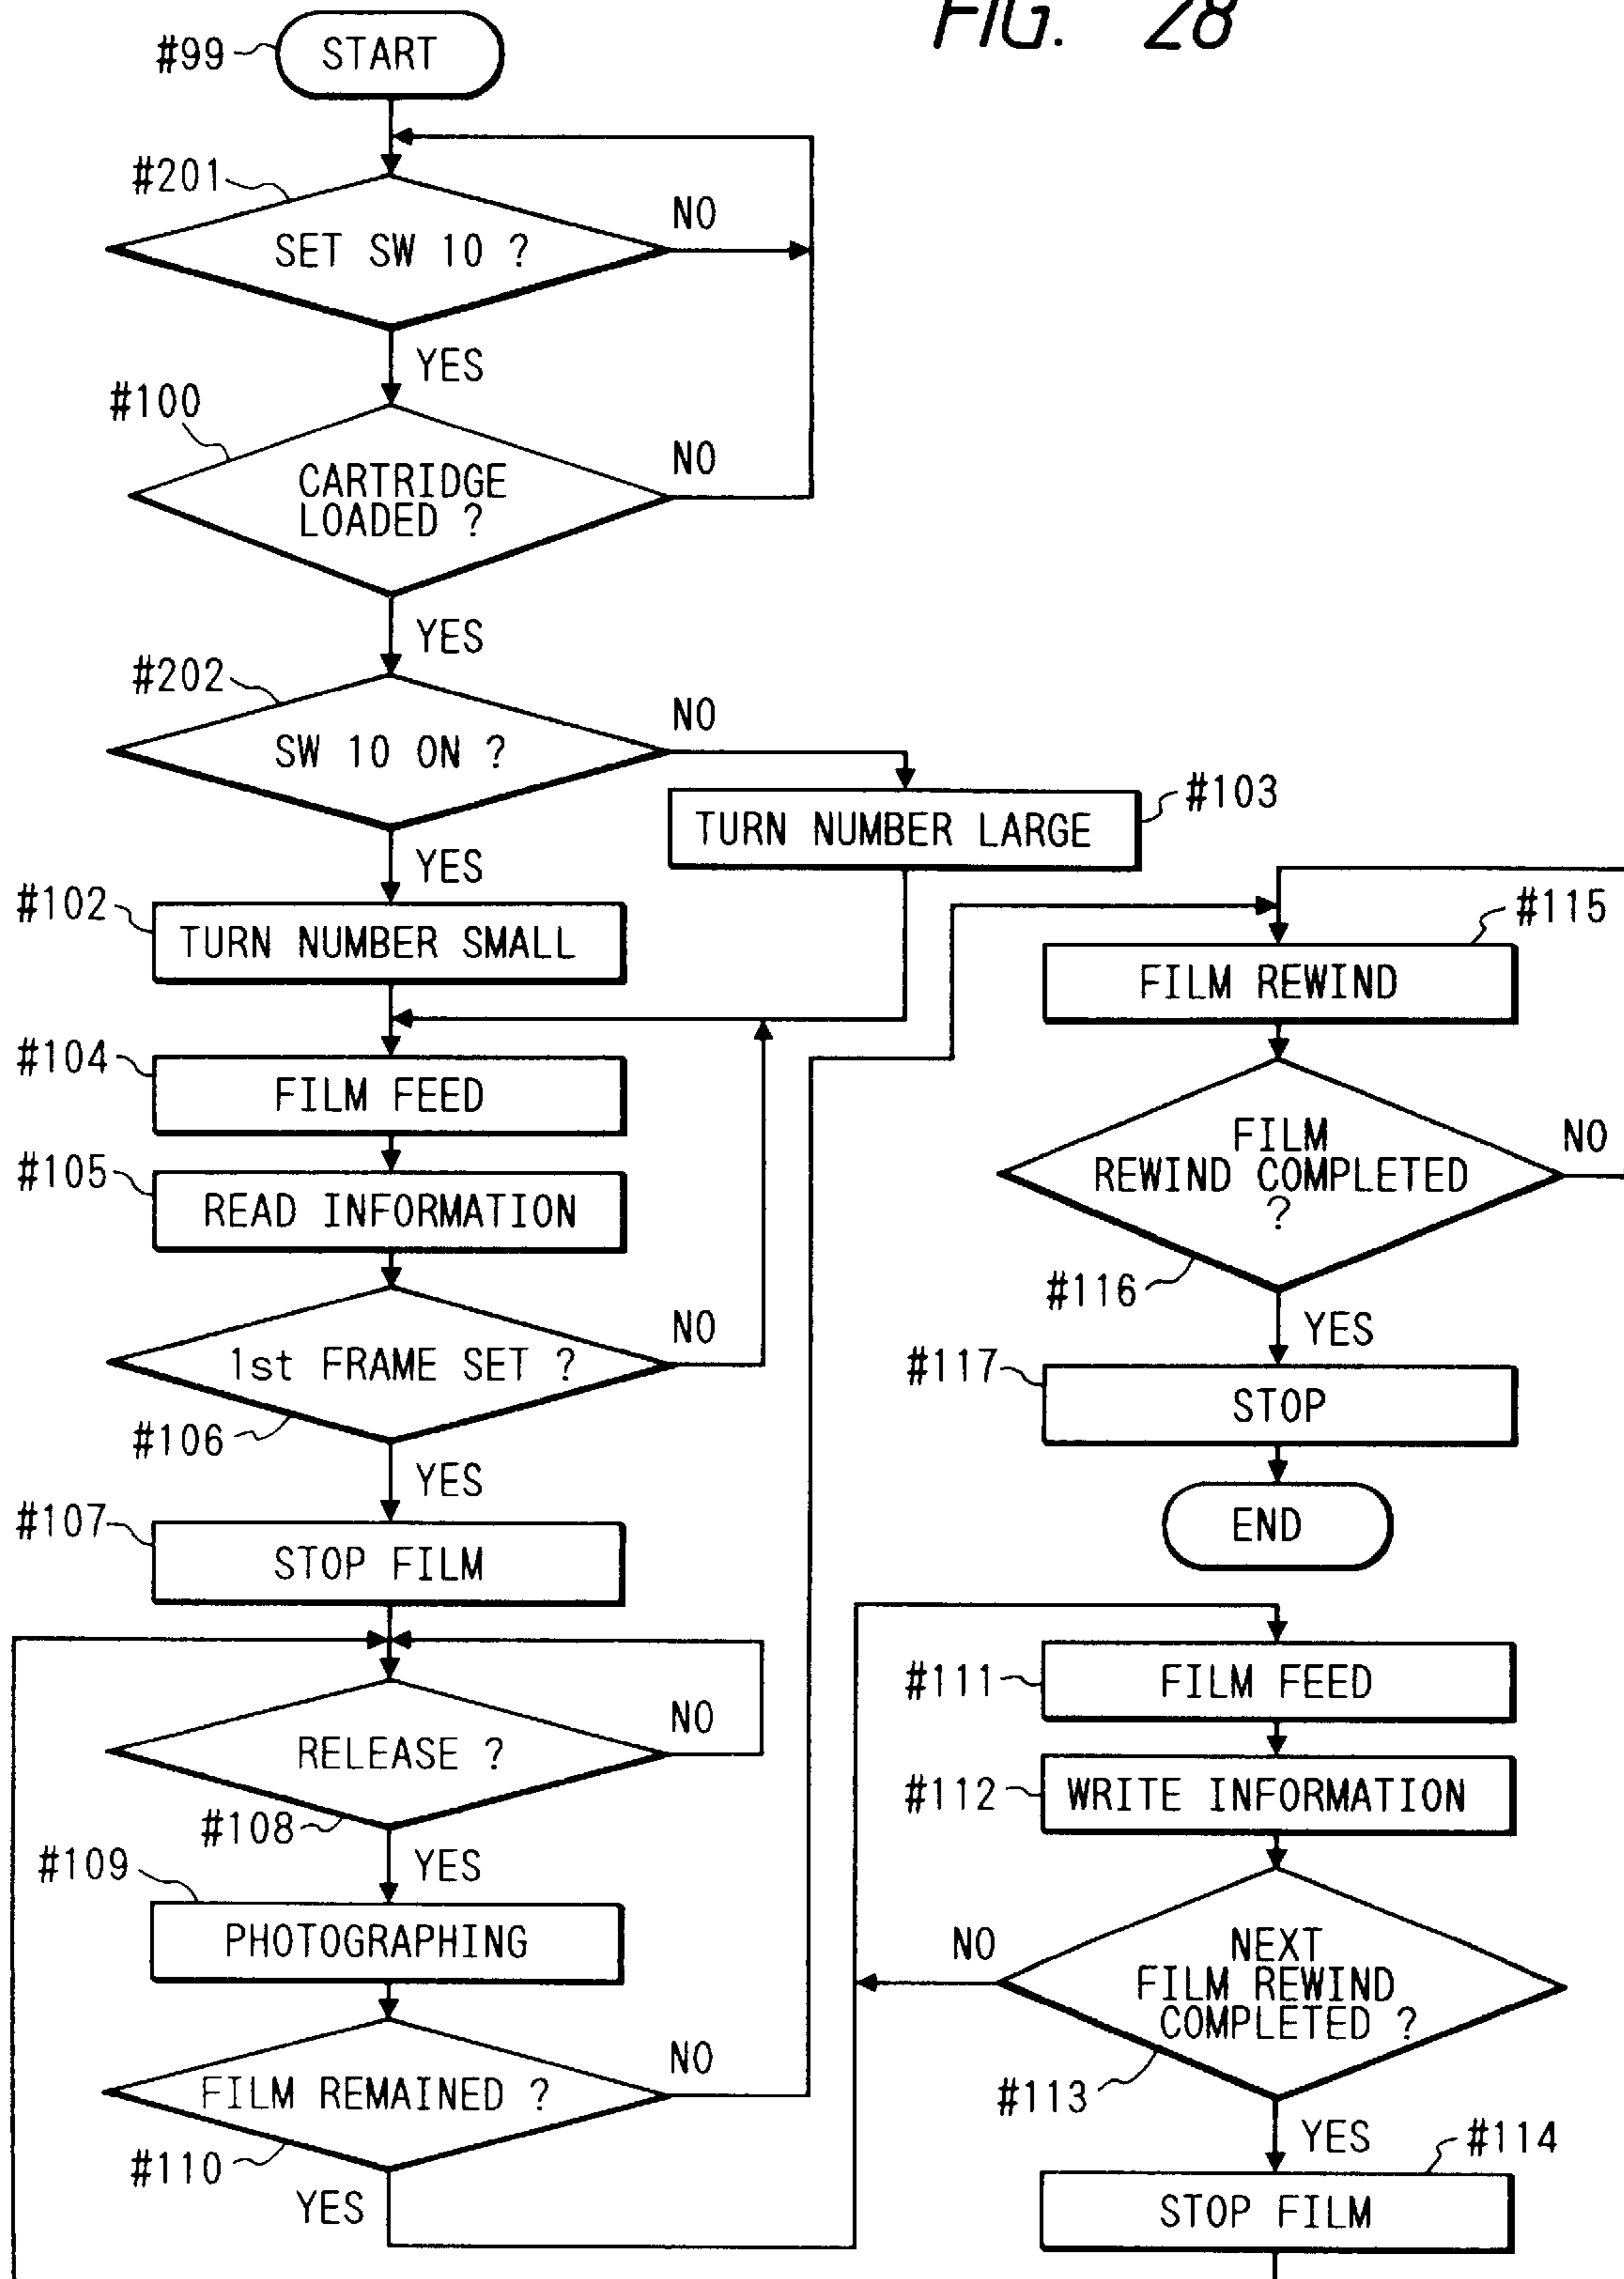 FIG. 28
#99
START
#201
SET SW 10 ?
NO
YES
#100
CARTRIDGE
LOADED ?
NO
YES
#202
SW 10 ON ?
NO
YES
#103
TURN NUMBER LARGE
#102
TURN NUMBER SMALL
#104
FILM FEED
#105
READ INFORMATION
#106
1st FRAME SET ?
NO
YES
#107
STOP FILM
#108
RELEASE ?
NO
YES
#109
PHOTOGRAPHING
#110
FILM REMAINED ?
NO
YES
#115
FILM REWIND
#116
FILM
REWIND COMPLETED
?
NO
YES
#117
STOP
END
#111
FILM FEED
#112
WRITE INFORMATION
#113
NEXT
FILM REWIND
COMPLETED ?
NO
YES
#114
STOP FILM